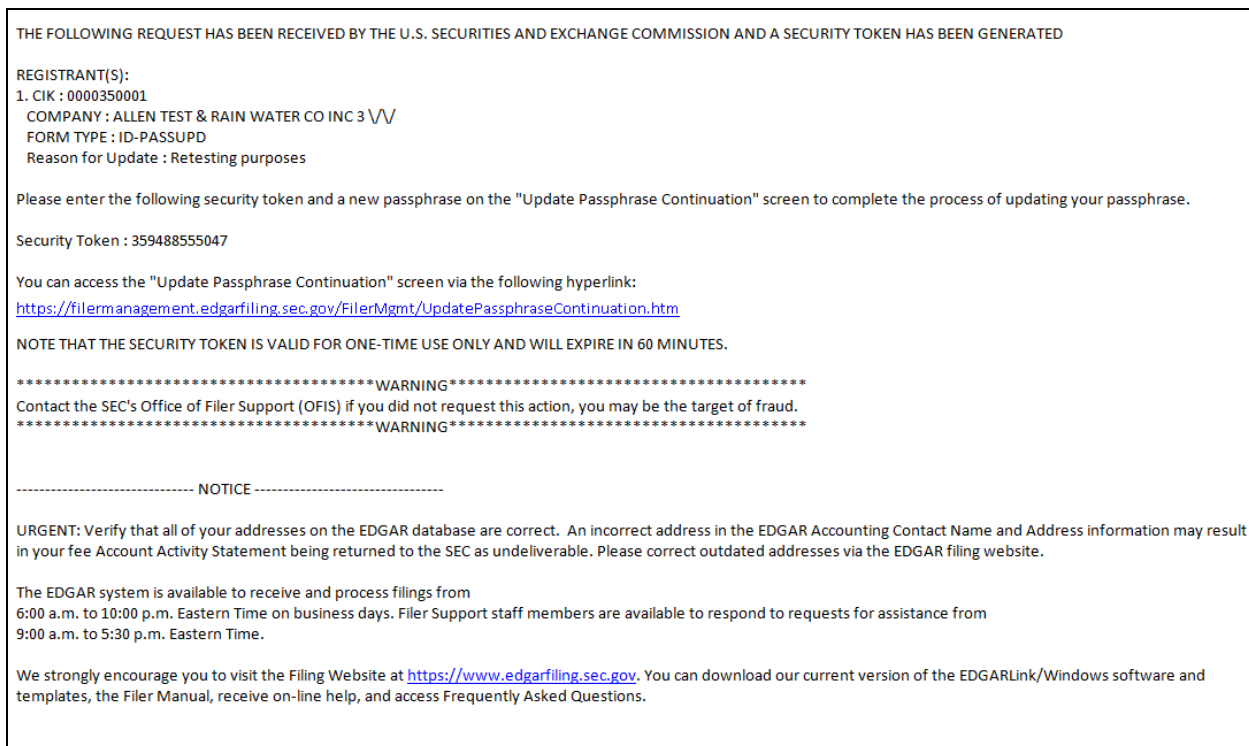 THE FOLLOWING REQUEST HAS BEEN RECEIVED BY THE U.S. SECURITIES AND EXCHANGE COMMISSION AND A SECURITY TOKEN HAS BEEN GENERATED
REGISTRANT(S):
1. CIK : 0000350001
COMPANY : ALLEN TEST & RAIN WATER CO INC 3 \/\/
FORM TYPE : ID-PASSUPD
Reason for Update : Retesting purposes
Please enter the following security token and a new passphrase on the "Update Passphrase Continuation" screen to complete the process of updating your passphrase.
Security Token : 359488555047
You can access the "Update Passphrase Continuation" screen via the following hyperlink:
https://filermanagement.edgarfiling.sec.gov/FilerMgmt/UpdatePassphraseContinuation.htm
NOTE THAT THE SECURITY TOKEN IS VALID FOR ONE-TIME USE ONLY AND WILL EXPIRE IN 60 MINUTES.
***************************************WARNING***************************************
Contact the SEC's Office of Filer Support (OFIS) if you did not request this action, you may be the target of fraud.
***************************************WARNING***************************************
------------------------------- NOTICE ---------------------------------
URGENT: Verify that all of your addresses on the EDGAR database are correct. An incorrect address in the EDGAR Accounting Contact Name and Address information may result
in your fee Account Activity Statement being returned to the SEC as undeliverable. Please correct outdated addresses via the EDGAR filing website.
The EDGAR system is available to receive and process filings from
6:00 a.m. to 10:00 p.m. Eastern Time on business days. Filer Support staff members are available to respond to requests for assistance from
9:00 a.m. to 5:30 p.m. Eastern Time.
We strongly encourage you to visit the Filing Website at https://www.edgarfiling.sec.gov. You can download our current version of the EDGARLink/Windows software and
templates, the Filer Manual, receive on-line help, and access Frequently Asked Questions.